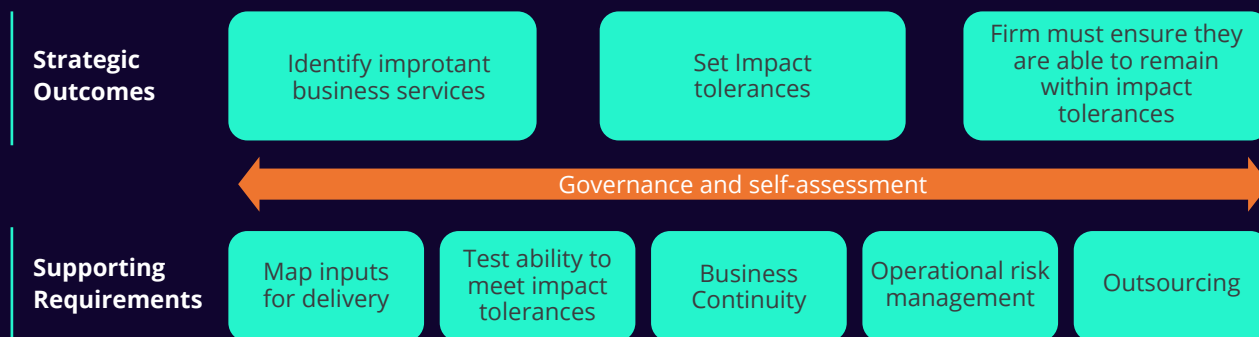 Strategic
Outcomes
Identify improtant
business services
Set Impact
tolerances
Firm must ensure they
are able to remain
within impact
tolerances
Governance and self-assessment
Supporting
Requirements
Map inputs
for delivery
Test ability to
meet impact
tolerances
Business
Continuity
Operational risk
management
Outsourcing